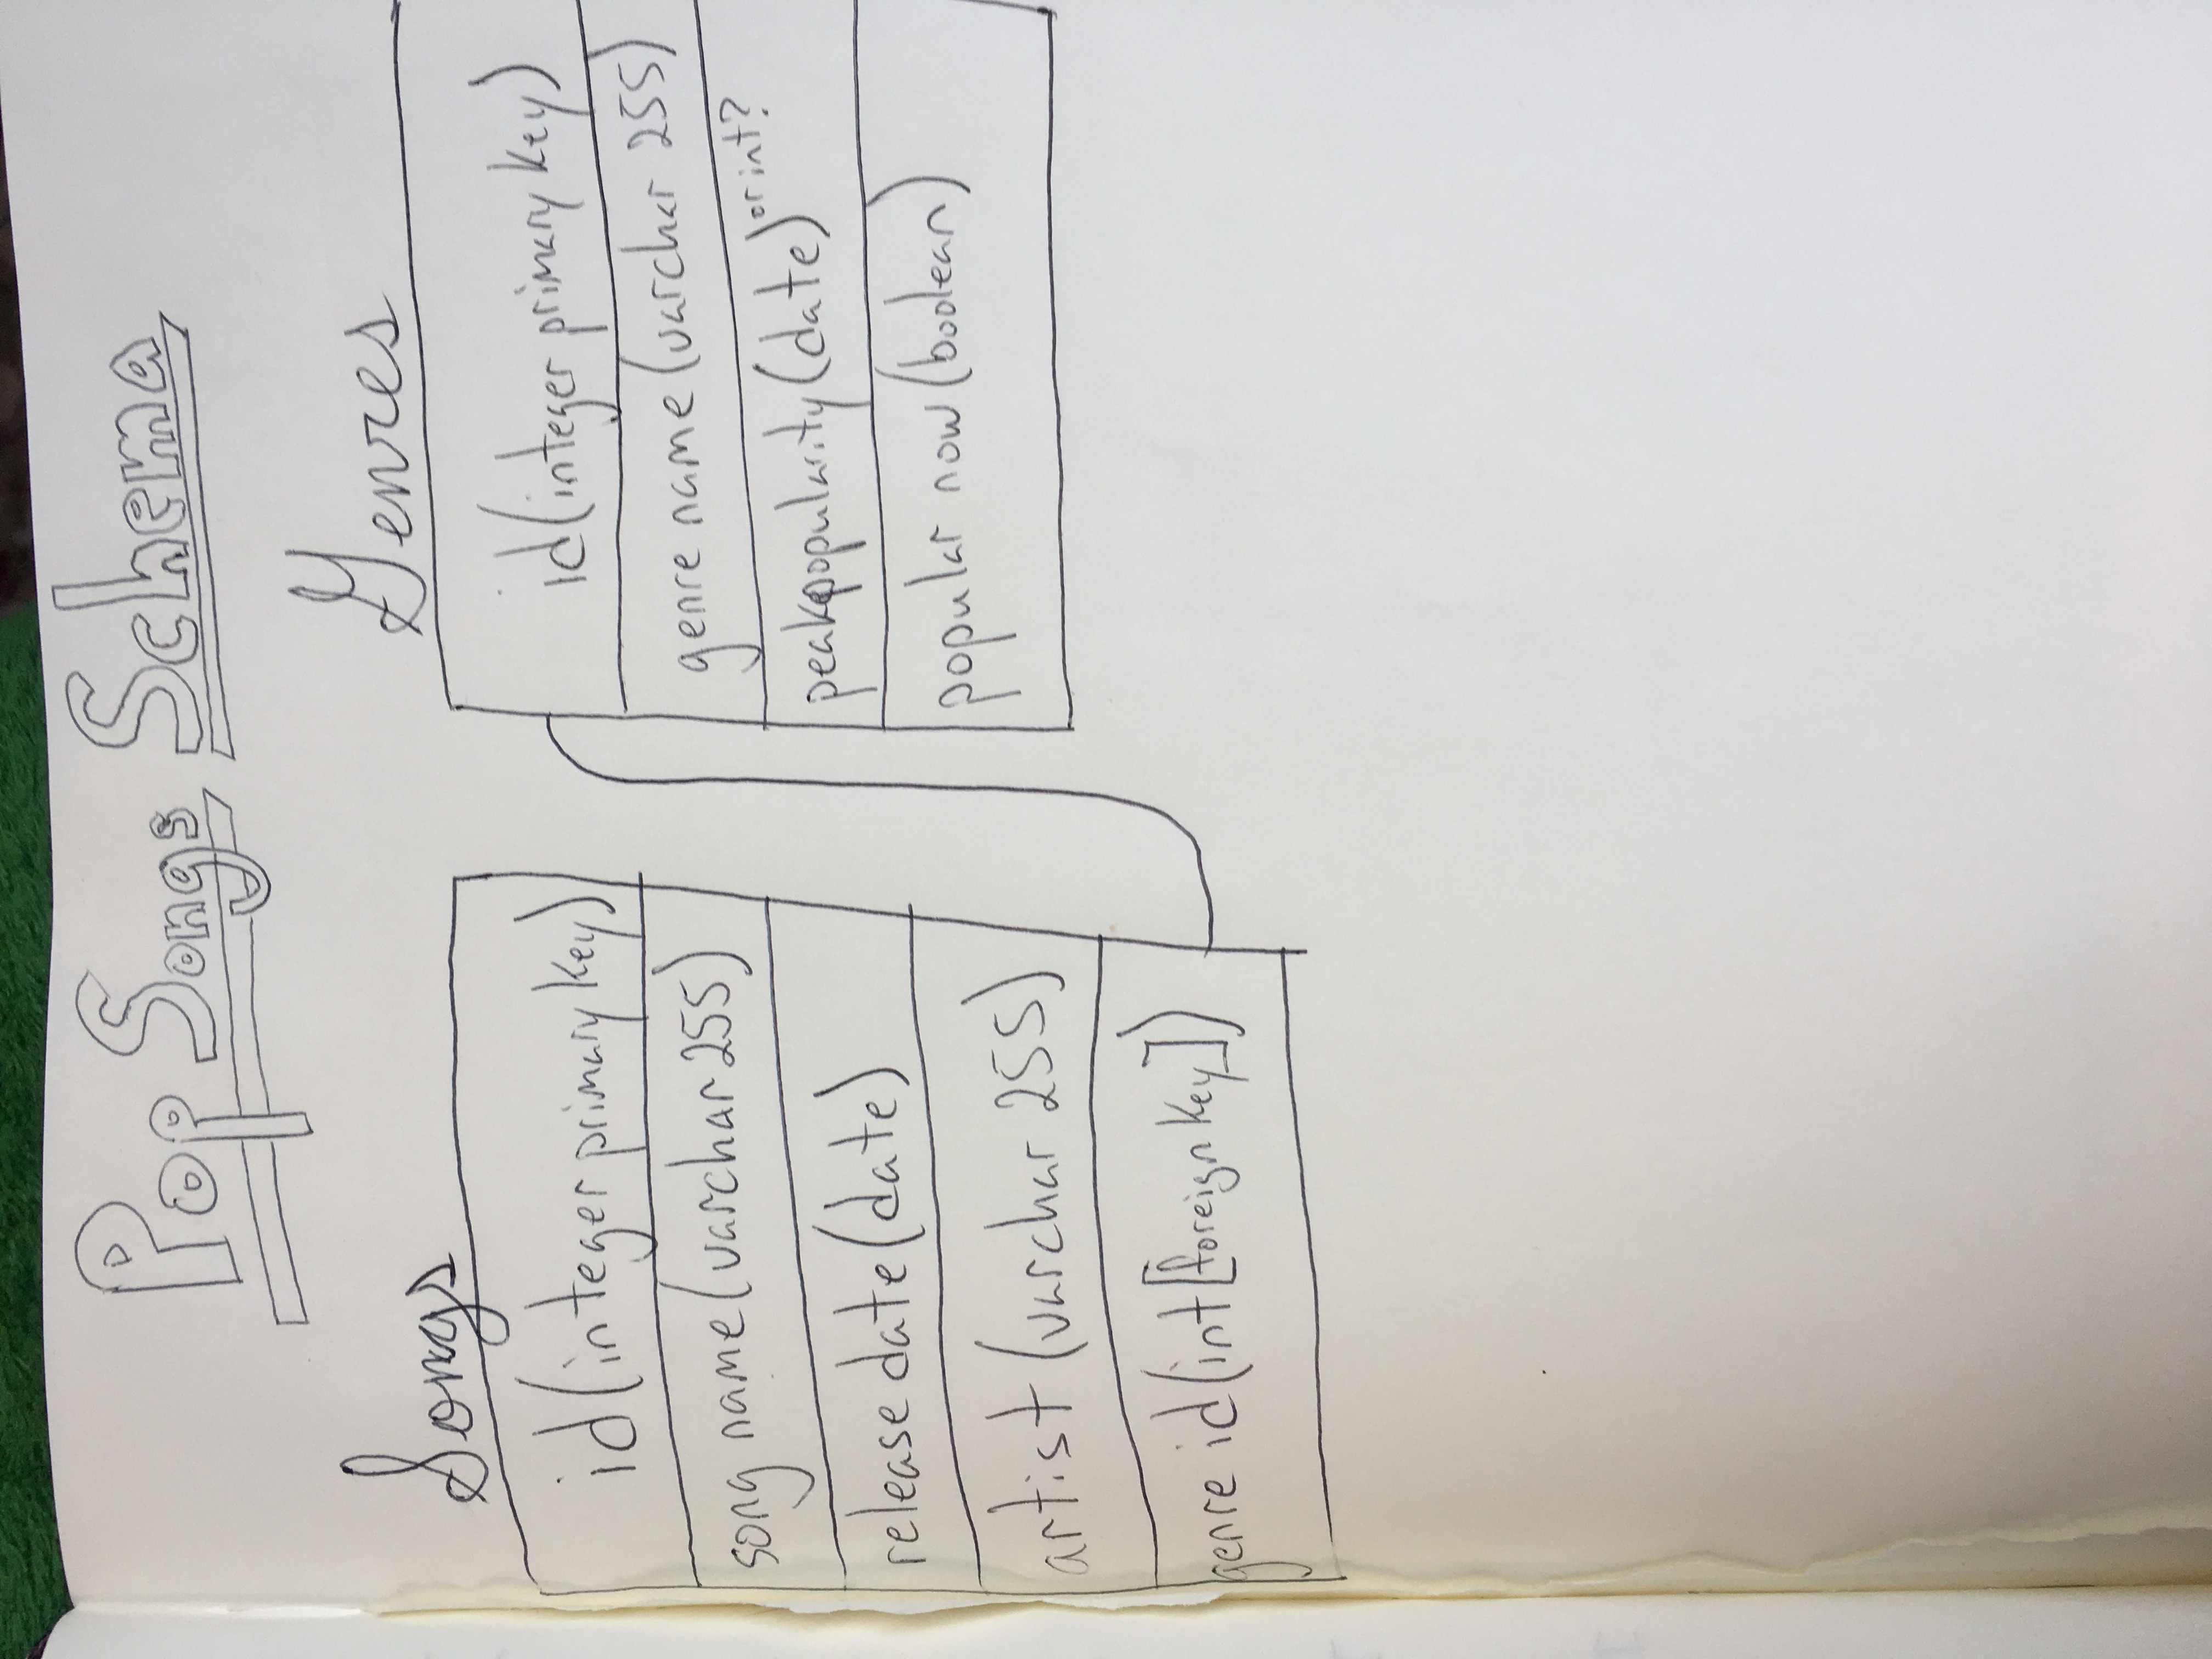 Pop Songs Schema
Songs
id (integer primary key)
song name (varchar 255)
release date (date)
artist (varchar 255)
genre id (int [foreign key])
Genres
id (integer primary key)
genre name (varchar 255)
peak popularity (date) or int?
popular now (boolean)